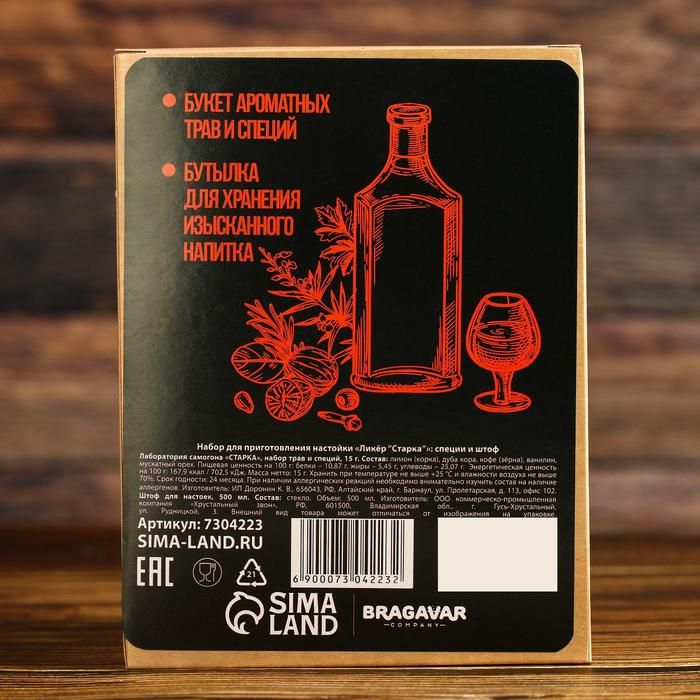 БУКЕТ АРОМАТНЫХ
ТРАВ И СПЕЦИЙ
БУТЫЛКА
ДЛЯ ХРАНЕНИЯ
ИЗЫСКАННОГО
НАПИТКА
Набор для приготовления настойки «Ликёр "Старка"»: специи и штоф
Лаборатория самогона «СТАРКА», набор трав и специй, 15 г. Состав: лимон (корка), дуба кора, кофе (зёрна), ванилин,
мускатный орех. Пищевая ценность на 100 г: белки – 10,87 г, жиры – 5,45 г, углеводы – 25,07 г. Энергетическая ценность
на 100 г: 167,9 ккал / 702,5 кДж. Масса нетто: 15 г. Хранить при температуре не выше +25 °C и влажности воздуха не выше
70%. Срок годности: 24 месяца. При наличии аллергических реакций необходимо внимательно изучить состав на наличие
аллергенов. Изготовитель: ИП Доронин К. В., 656043, РФ, Алтайский край, г. Барнаул, ул. Пролетарская, д. 113, офис 102.
Штоф для настоек, 500 мл. Состав: стекло. Объём: 500 мл. Изготовитель: ООО коммерческо-промышленная
компания «Хрустальный звон», РФ, 601500, Владимирская обл., г. Гусь-Хрустальный,
ул. Рудницкой, 3. Внешний вид товара может отличаться от изображения на упаковке.
Артикул: 7304223
SIMA-LAND.RU
EAC
21
6 900073 042232
SIMA
LAND
BRAGAVAR
COMPANY